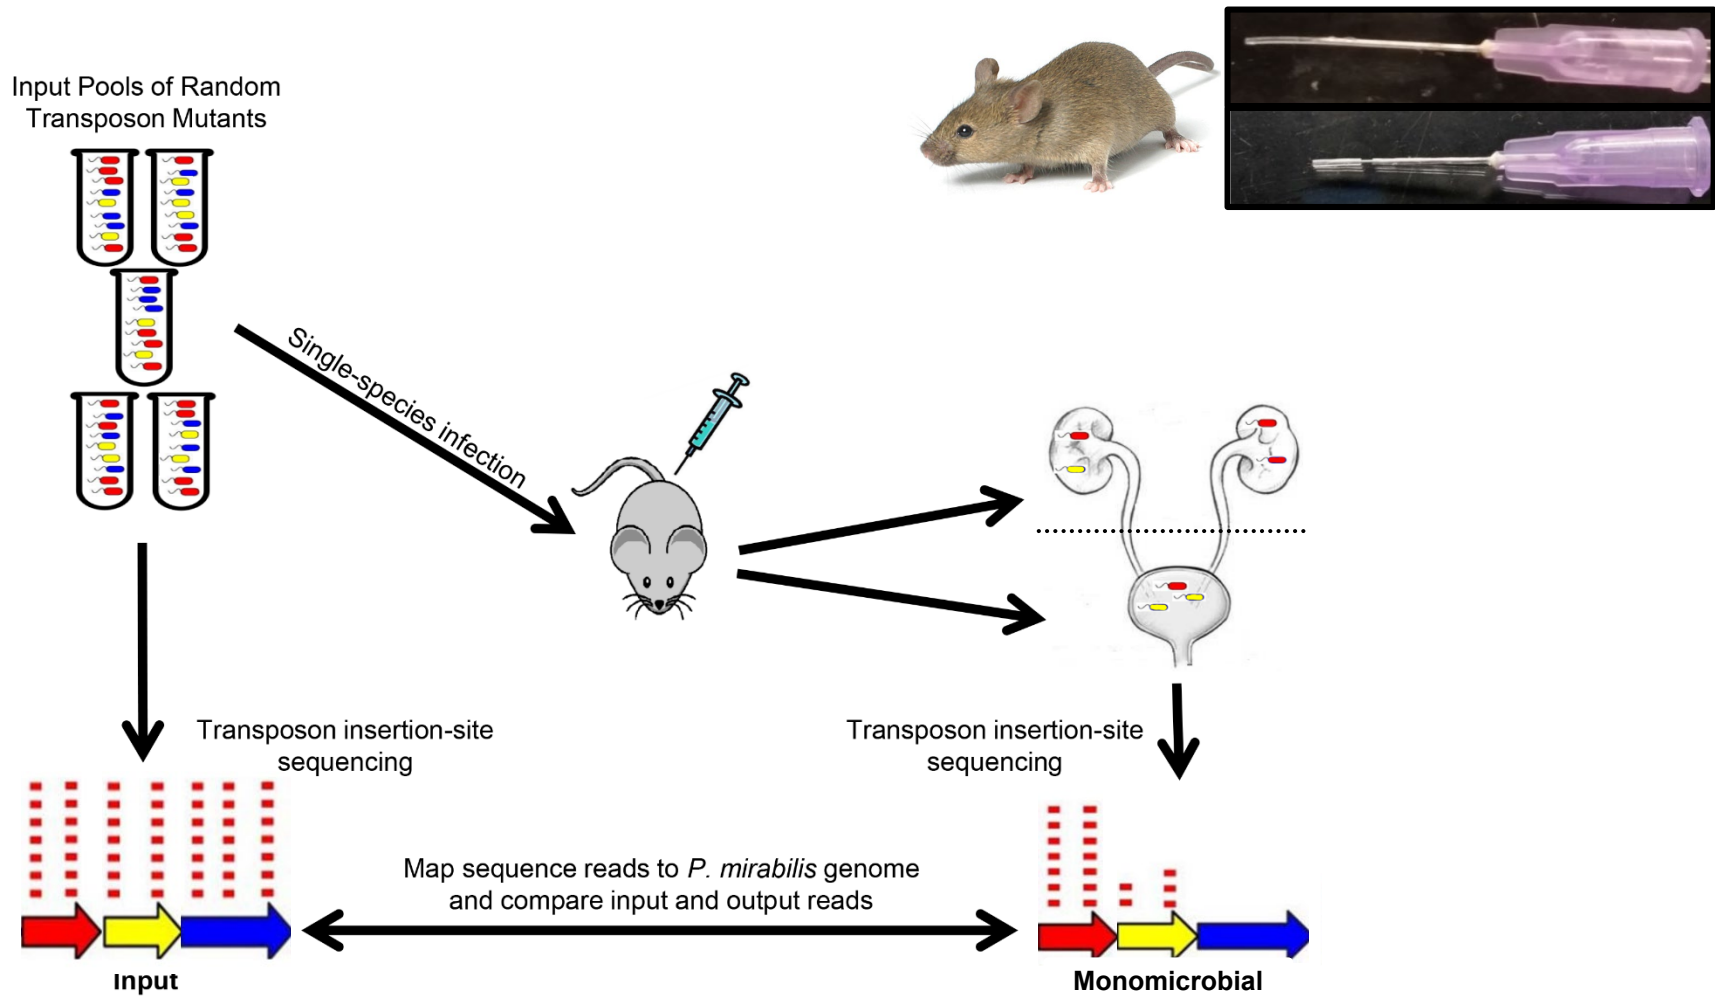 Input Pools of Random
Transposon Mutants
Single-species infection
Transposon insertion-site
sequencing
Transposon insertion-site
sequencing
Map sequence reads to P. mirabilis genome
and compare input and output reads
Input
Monomicrobial